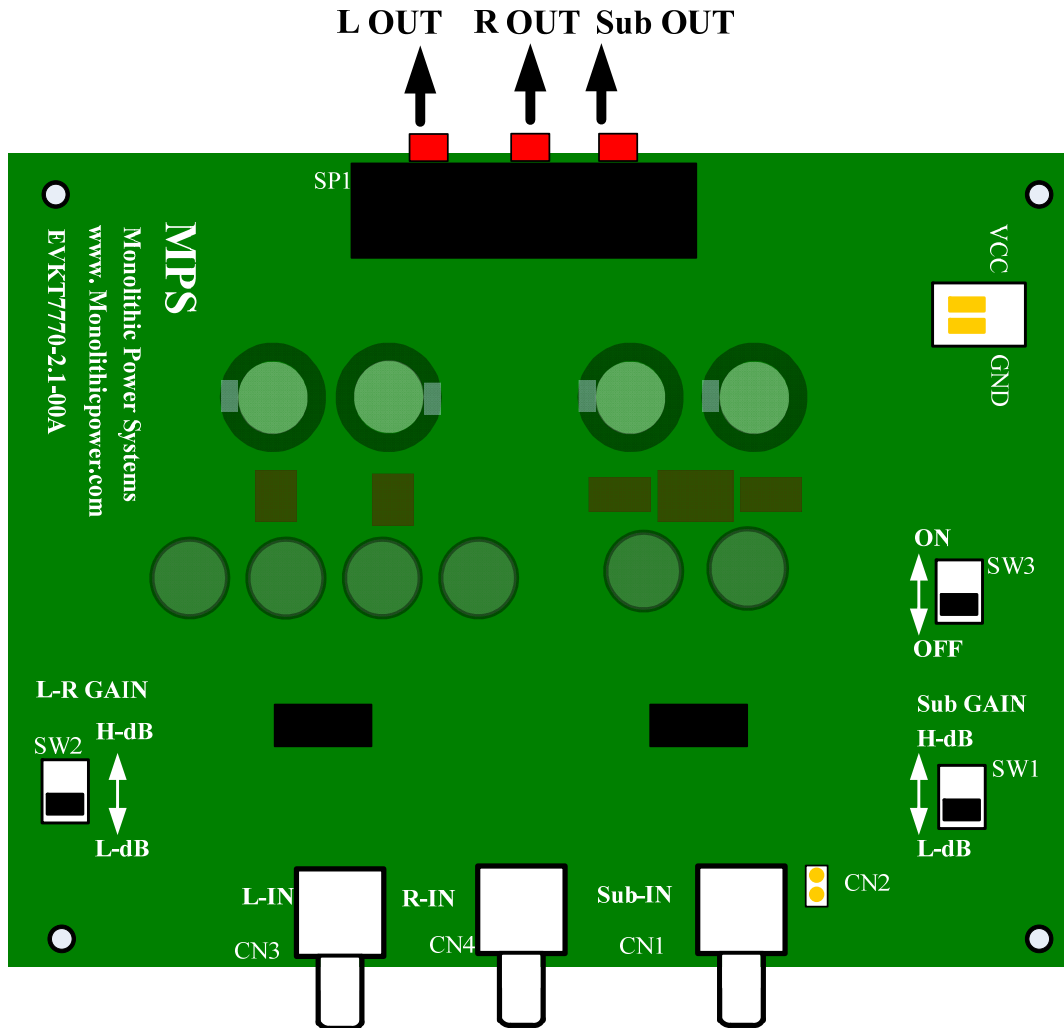 L OUT R OUT Sub OUT
SP1
MPS
Monolithic Power Systems
www. Monolithicpower.com
EVKT7770-2.1-00A
VCC
GND
ON
SW3
OFF
L-R GAIN
H-dB
SW2
L-dB
Sub GAIN
H-dB
SW1
L-dB
L-IN
CN3
R-IN
CN4
Sub-IN
CN1
CN2